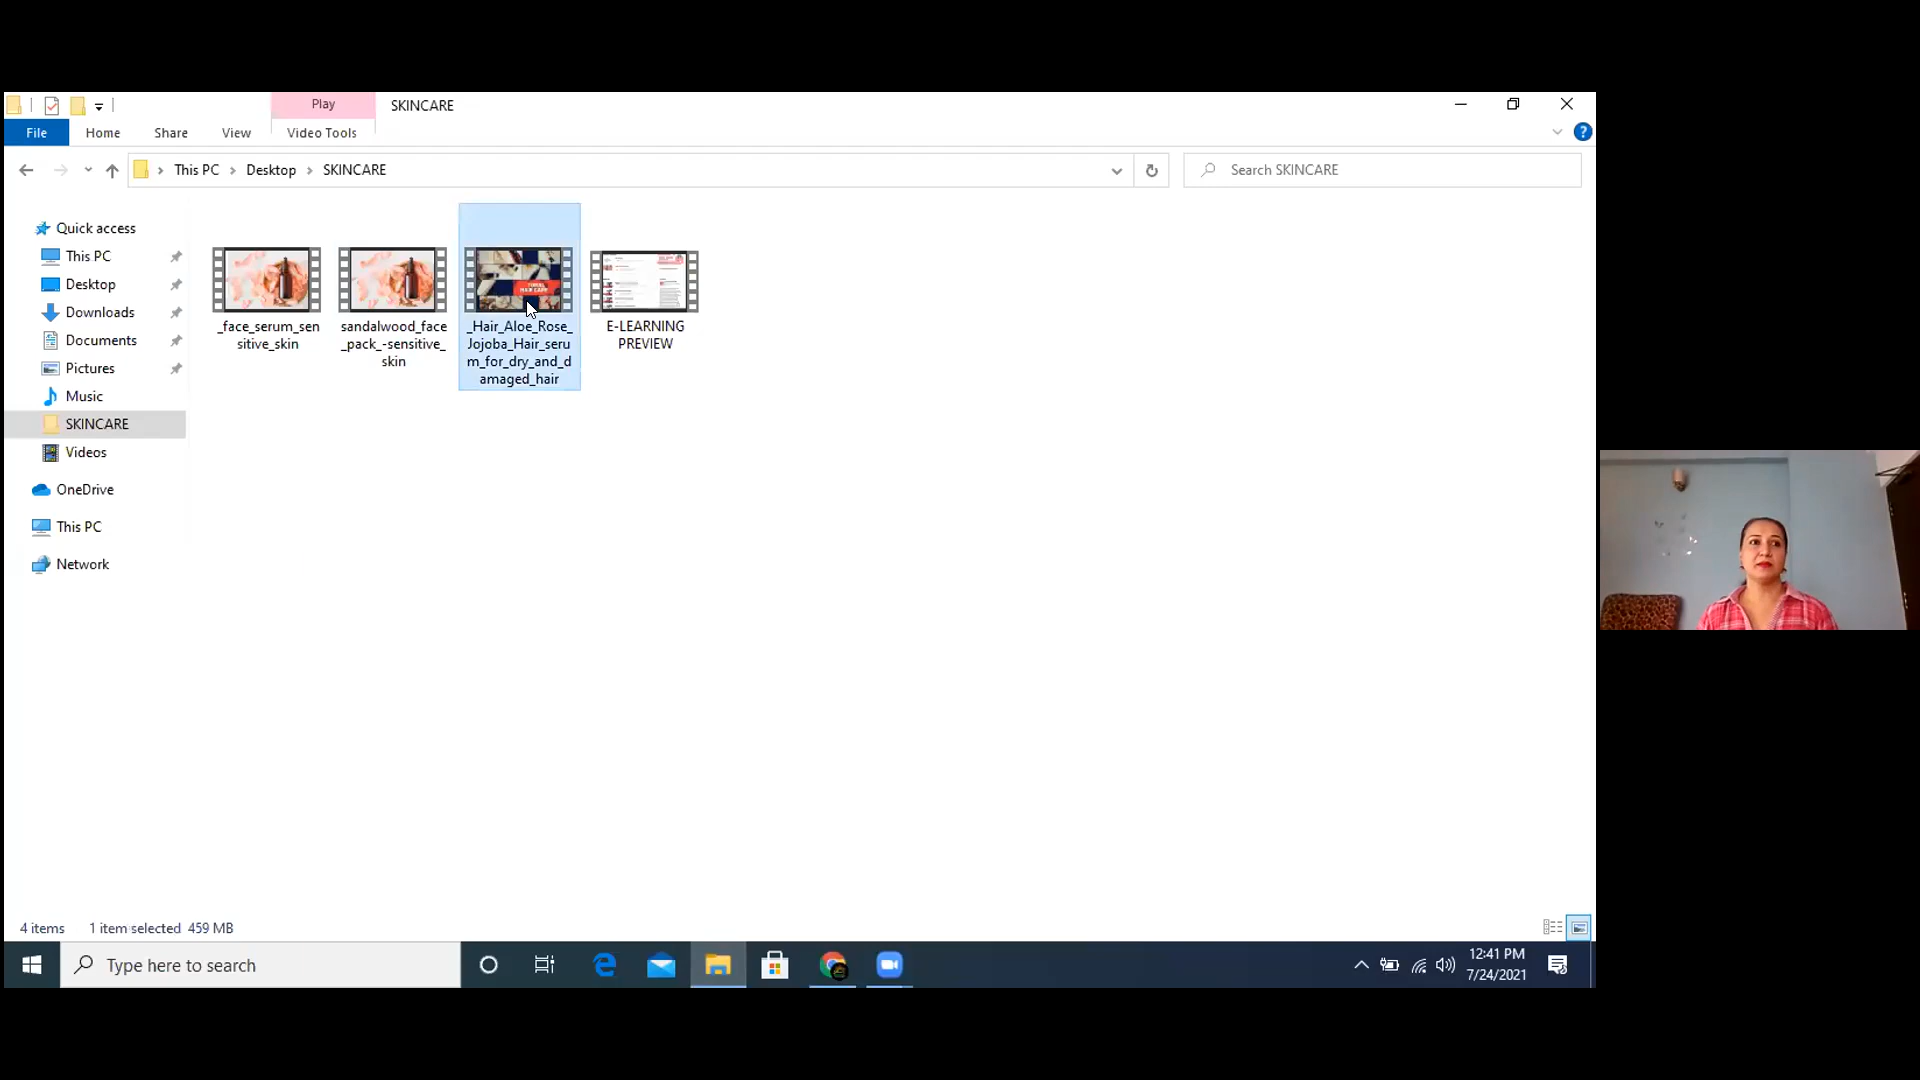 Play
SKINCARE
File
Home
Share
View
Video Tools
This PC
Desktop
SKINCARE
Search SKINCARE
Quick access
This PC
Desktop
Downloads
Documents
Pictures
Music
SKINCARE
Videos
OneDrive
This PC
Network
_face_serum_sen
sitive_skin
sandalwood_face
_pack_-sensitive_
skin
_Hair_Aloe_Rose_
Jojoba_Hair_seru
m_for_dry_and_d
amaged_hair
E-LEARNING
PREVIEW
4 items
1 item selected 459 MB
Type here to search
12:41 PM
7/24/2021